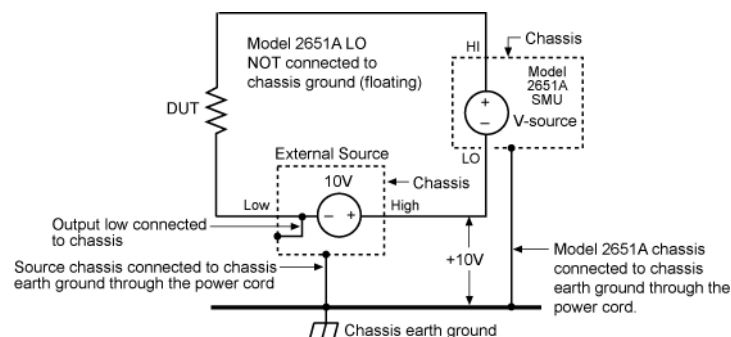 Model 2651A LO
NOT connected to
chassis ground (floating)
HI
Chassis
Model
2651A
SMU
+
−
V-source
LO
DUT
External Source
10V
Chassis
Low
− +
High
Output low connected
to chassis
+10V
Source chassis connected to chassis
earth ground through the power cord
Model 2651A chassis
connected to chassis
earth ground through the
power cord.
Chassis earth ground